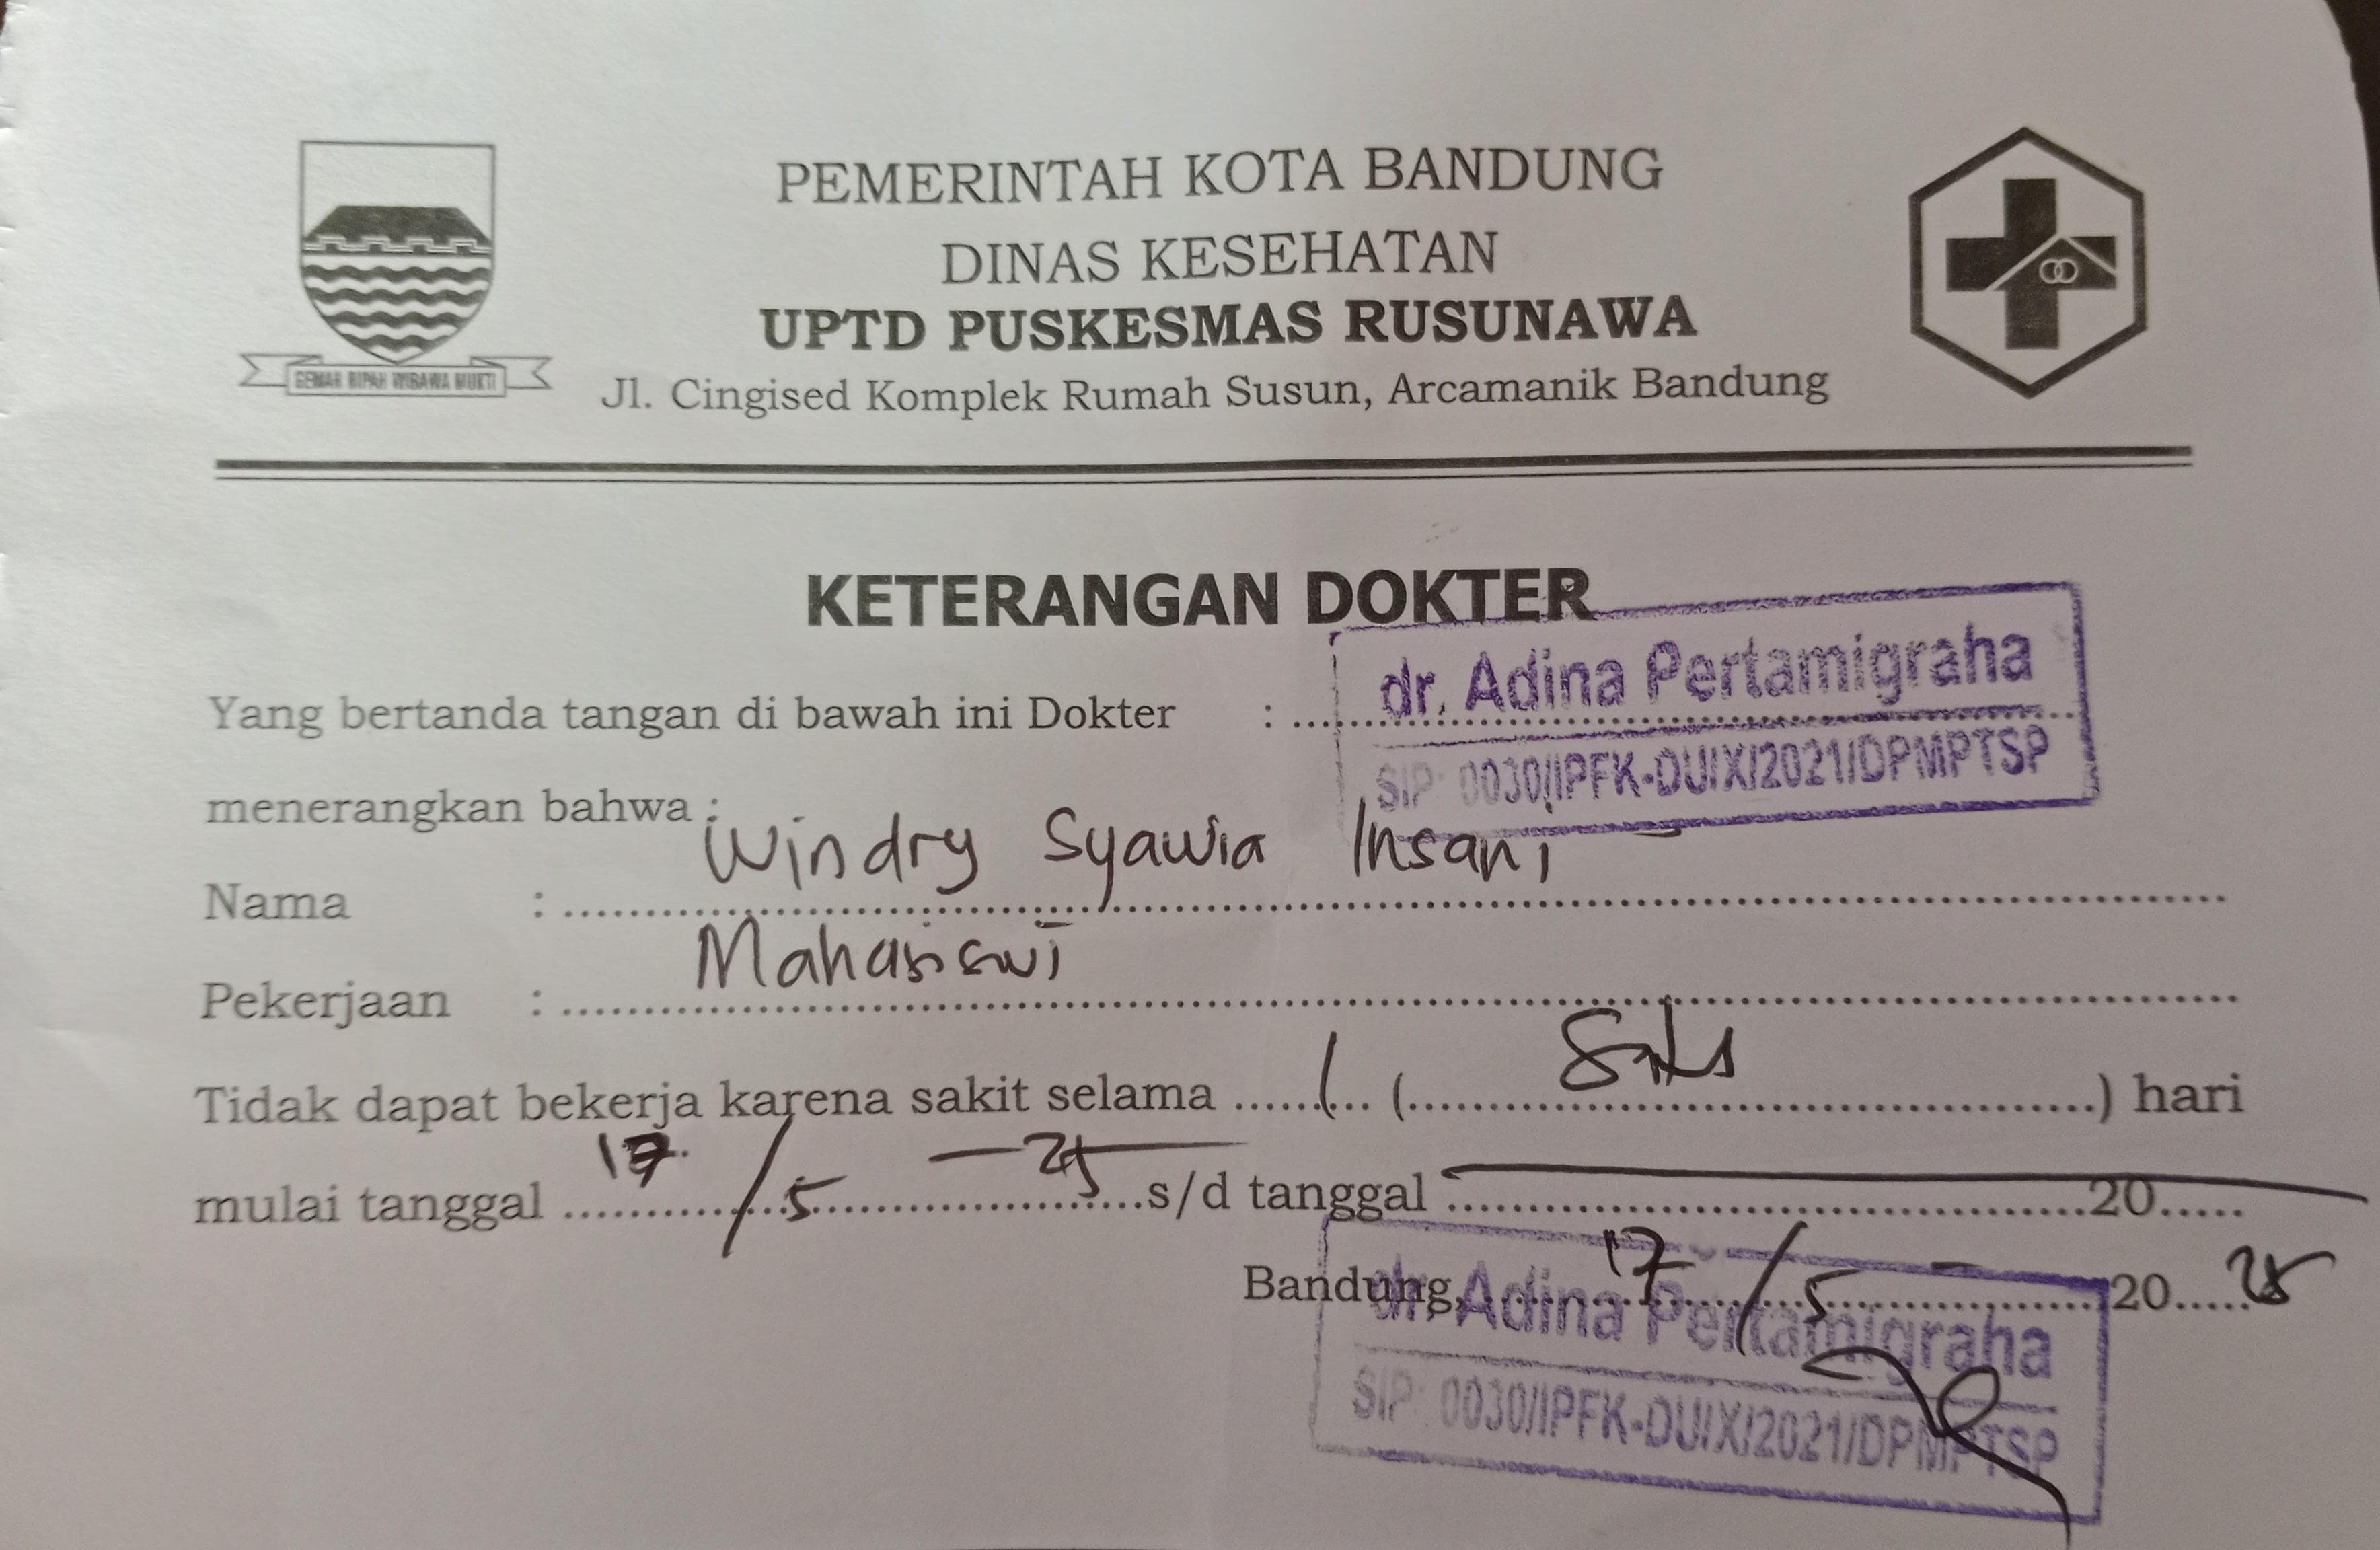 PEMERINTAH KOTA BANDUNG
DINAS KESEHATAN
UPTD PUSKESMAS RUSUNAWA
Jl. Cingised Komplek Rumah Susun, Arcamanik Bandung
GEMAH RIPAH WIBAWA MUKTI
KETERANGAN DOKTER
Yang bertanda tangan di bawah ini Dokter : dr. Adina Pertamigraha
SIP: 0030/IPFK-DU/X/2021/DPMPTSP
menerangkan bahwa :
Nama : Windry Syawia Insani
Pekerjaan : Mahasiswi
Tidak dapat bekerja karena sakit selama ...1... (... Satu ...) hari
mulai tanggal 17/5 - 25 s/d tanggal ........ 20.....
Bandung, 17/5 - 20..25
dr. Adina Pertamigraha
SIP: 0030/IPFK-DU/X/2021/DPMPTSP